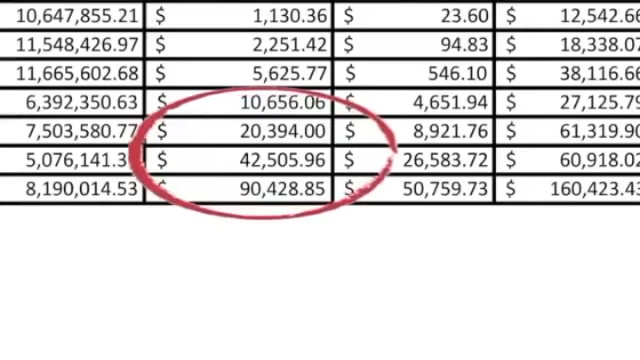 10,647,855.21 $ 1,130.36 $ 23.60 $ 12,542.66
11,548,426.97 $ 2,251.42 $ 94.83 $ 18,338.07
11,665,602.68 $ 5,625.77 $ 546.10 $ 38,116.66
6,392,350.63 $ 10,656.06 $ 4,651.94 $ 27,125.75
7,503,580.77 $ 20,394.00 $ 8,921.76 $ 61,319.90
$ 42,505.96 $ 26,583.72 $ 60,918.02
8,190,014.53 $ 90,428.85 $ 50,759.73 $ 160,423.43